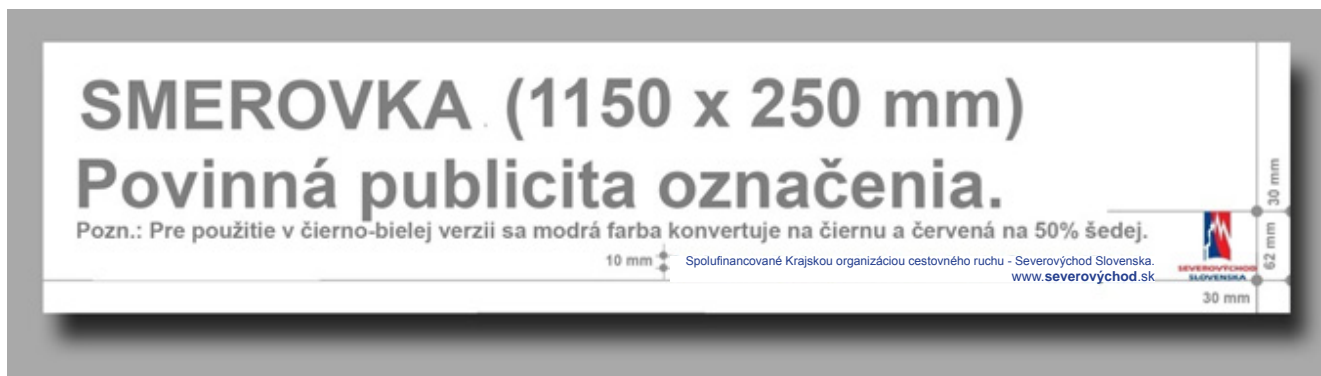 SMEROVKA (1150 x 250 mm)
Povinná publicita označenia.
Pozn.: Pre použitie v čierno-bielej verzii sa modrá farba konvertuje na čiernu a červená na 50% šedej.
10 mm
Spolufinancované Krajskou organizáciou cestovného ruchu - Severovýchod Slovenska.
www.severovýchod.sk
SEVEROVÝCHOD
SLOVENSKA
30 mm
62 mm
30 mm